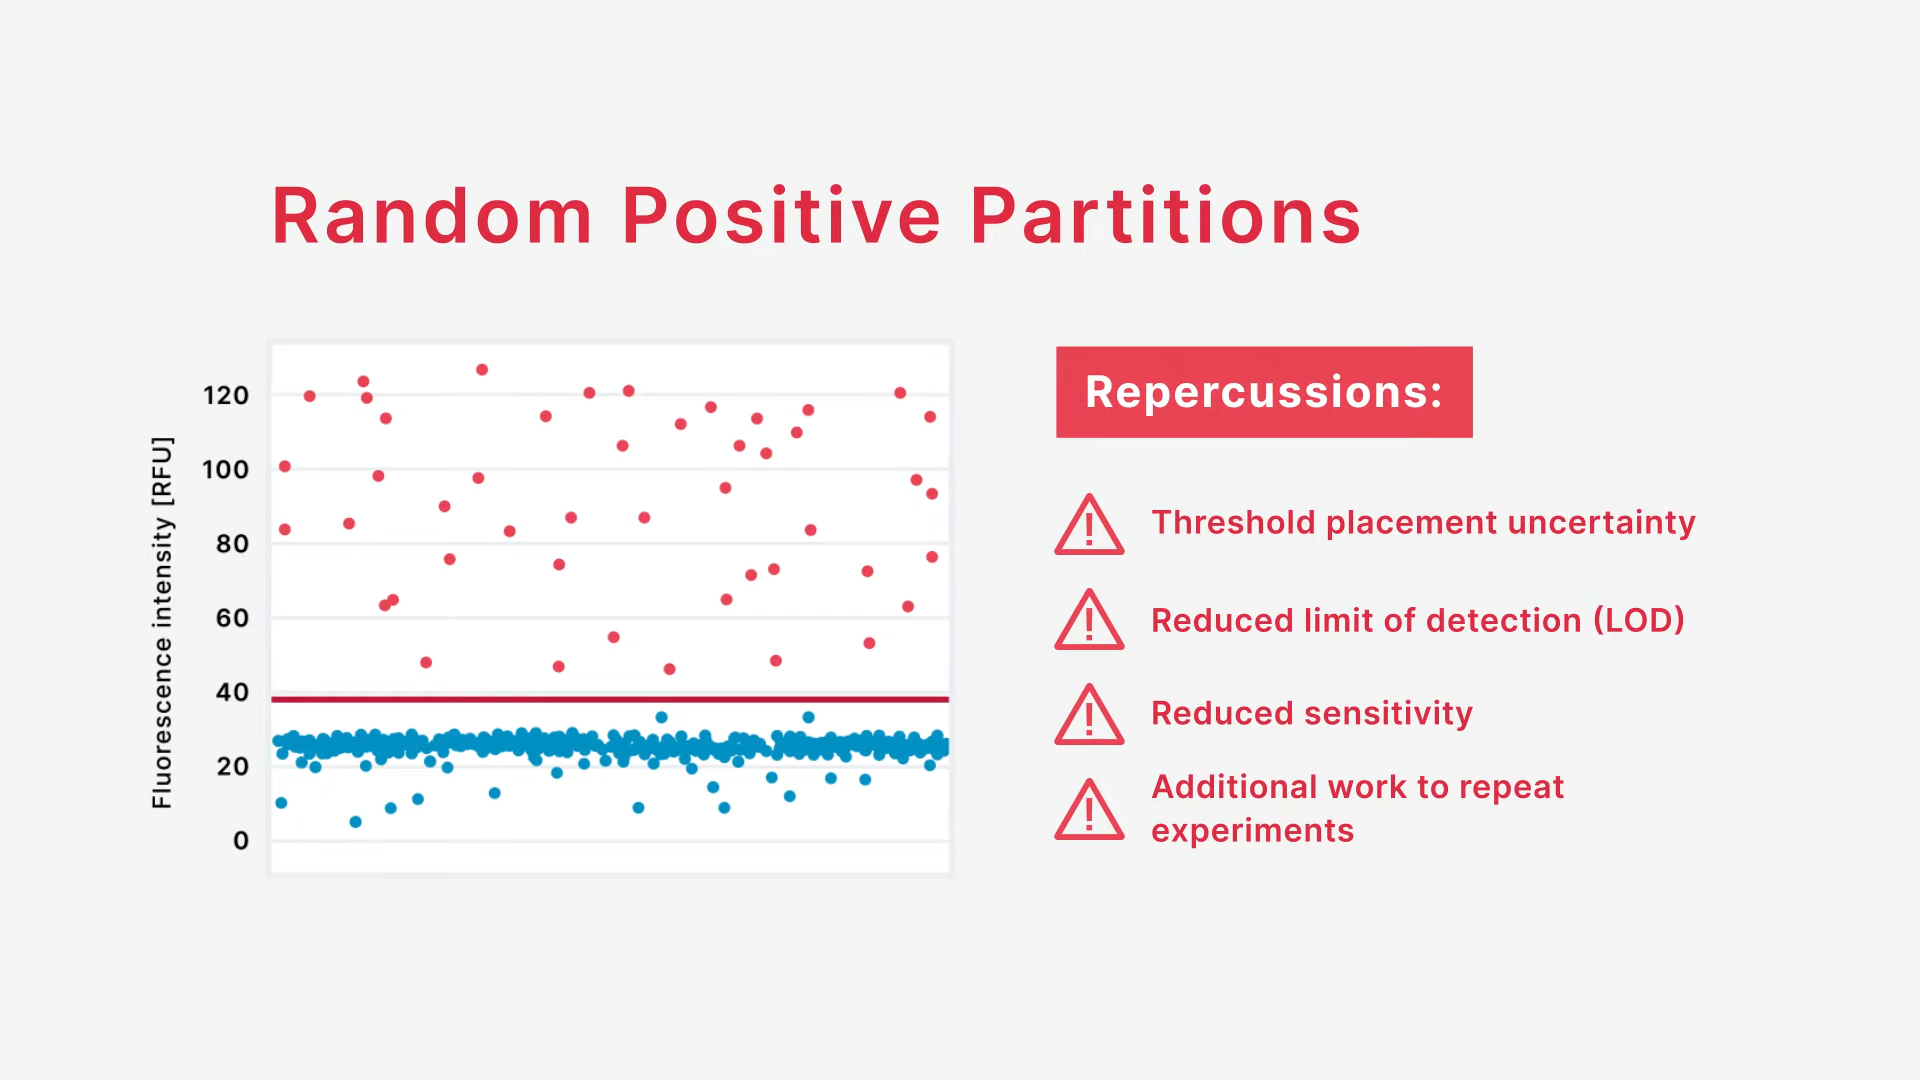 Random Positive Partitions
Fluorescence intensity [RFU]
120
100
80
60
40
20
0
Repercussions:
Threshold placement uncertainty
Reduced limit of detection (LOD)
Reduced sensitivity
Additional work to repeat
experiments